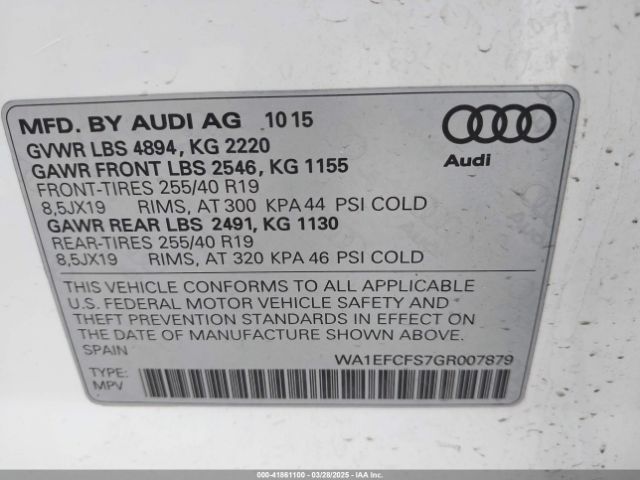 MFD. BY AUDI AG 10 15
GVWR LBS 4894, KG 2220
GAWR FRONT LBS 2546, KG 1155
FRONT-TIRES 255/40 R19
8,5JX19 RIMS, AT 300 KPA 44 PSI COLD
GAWR REAR LBS 2491, KG 1130
REAR-TIRES 255/40 R19
8,5JX19 RIMS, AT 320 KPA 46 PSI COLD
Audi
THIS VEHICLE CONFORMS TO ALL APPLICABLE
U.S. FEDERAL MOTOR VEHICLE SAFETY AND
THEFT PREVENTION STANDARDS IN EFFECT ON
THE DATE OF MANUFACTURE SHOWN ABOVE.
SPAIN
WA1EFCFS7GR007879
TYPE:
MPV
000-41861100 - 03/28/2025 - IAA Inc.